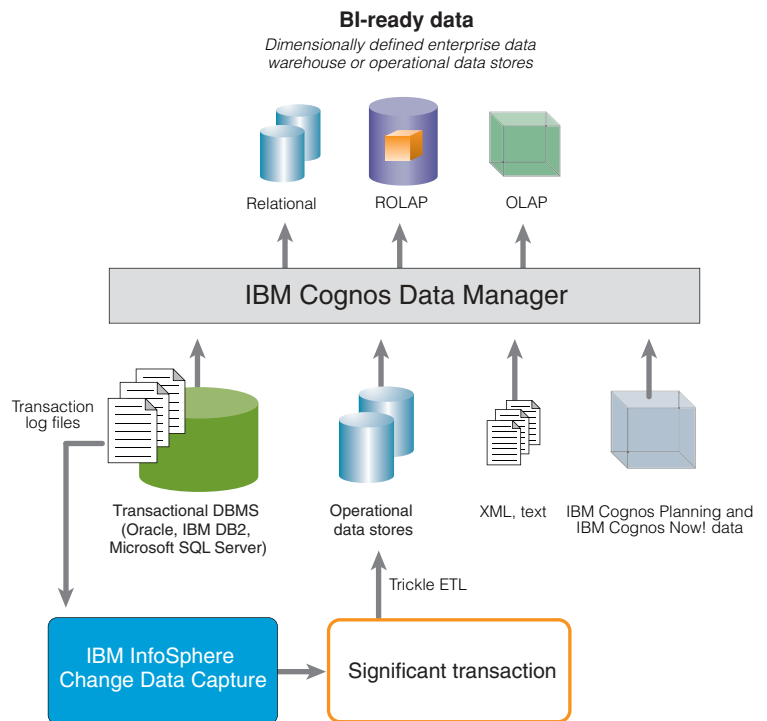 BI-ready data
Dimensionally defined enterprise data
warehouse or operational data stores
Relational
ROLAP
OLAP
IBM Cognos Data Manager
Transaction
log files
Transactional DBMS
(Oracle, IBM DB2,
Microsoft SQL Server)
Operational
data stores
XML, text
IBM Cognos Planning and
IBM Cognos Now! data
Trickle ETL
IBM InfoSphere
Change Data Capture
Significant transaction